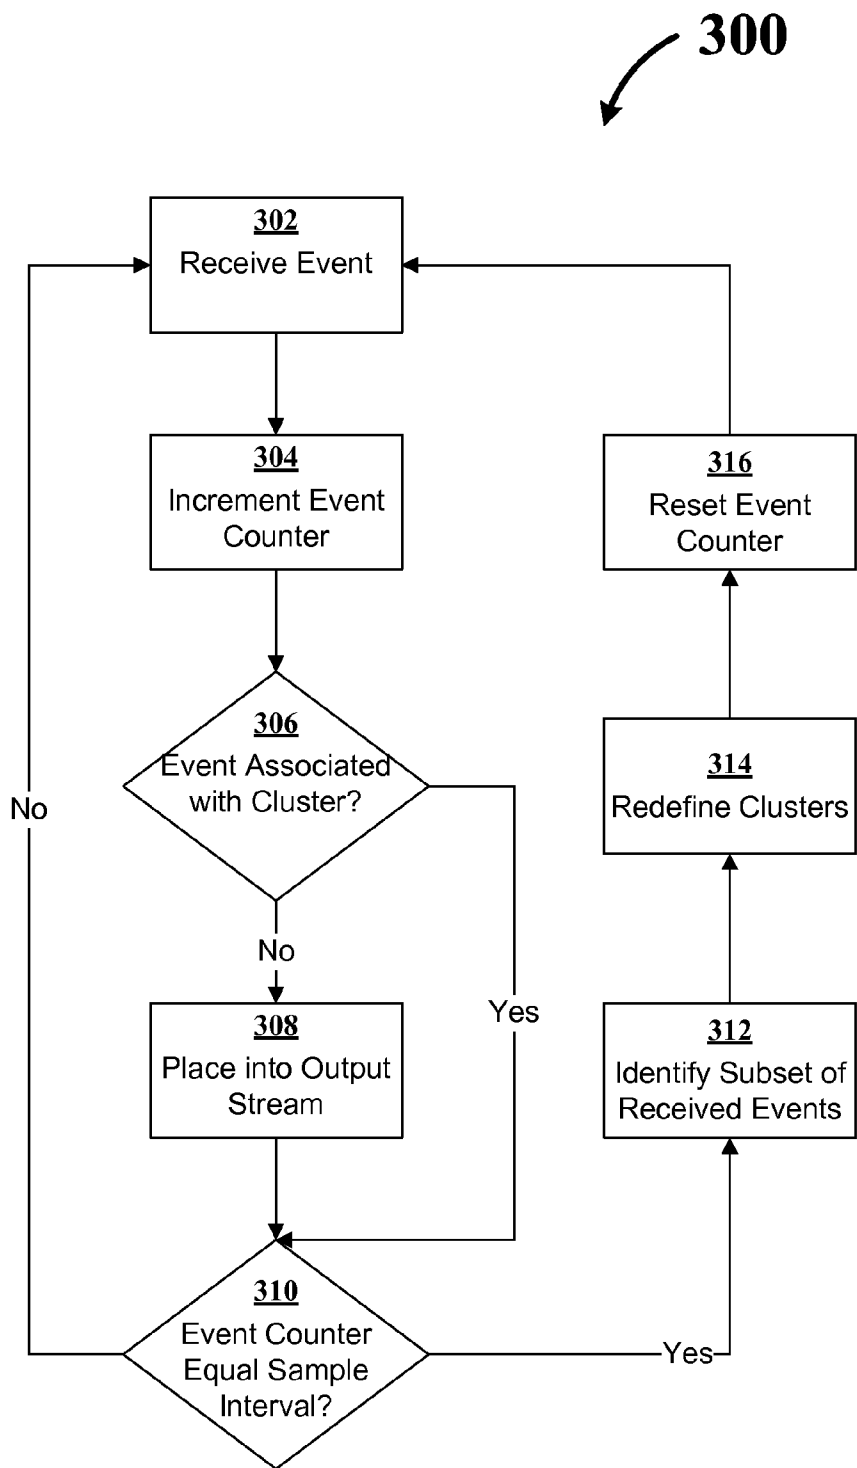 300
302
Receive Event
304
Increment Event
Counter
306
Event Associated
with Cluster?
No
Yes
308
Place into Output
Stream
310
Event Counter
Equal Sample
Interval?
No
Yes
312
Identify Subset of
Received Events
314
Redefine Clusters
316
Reset Event
Counter